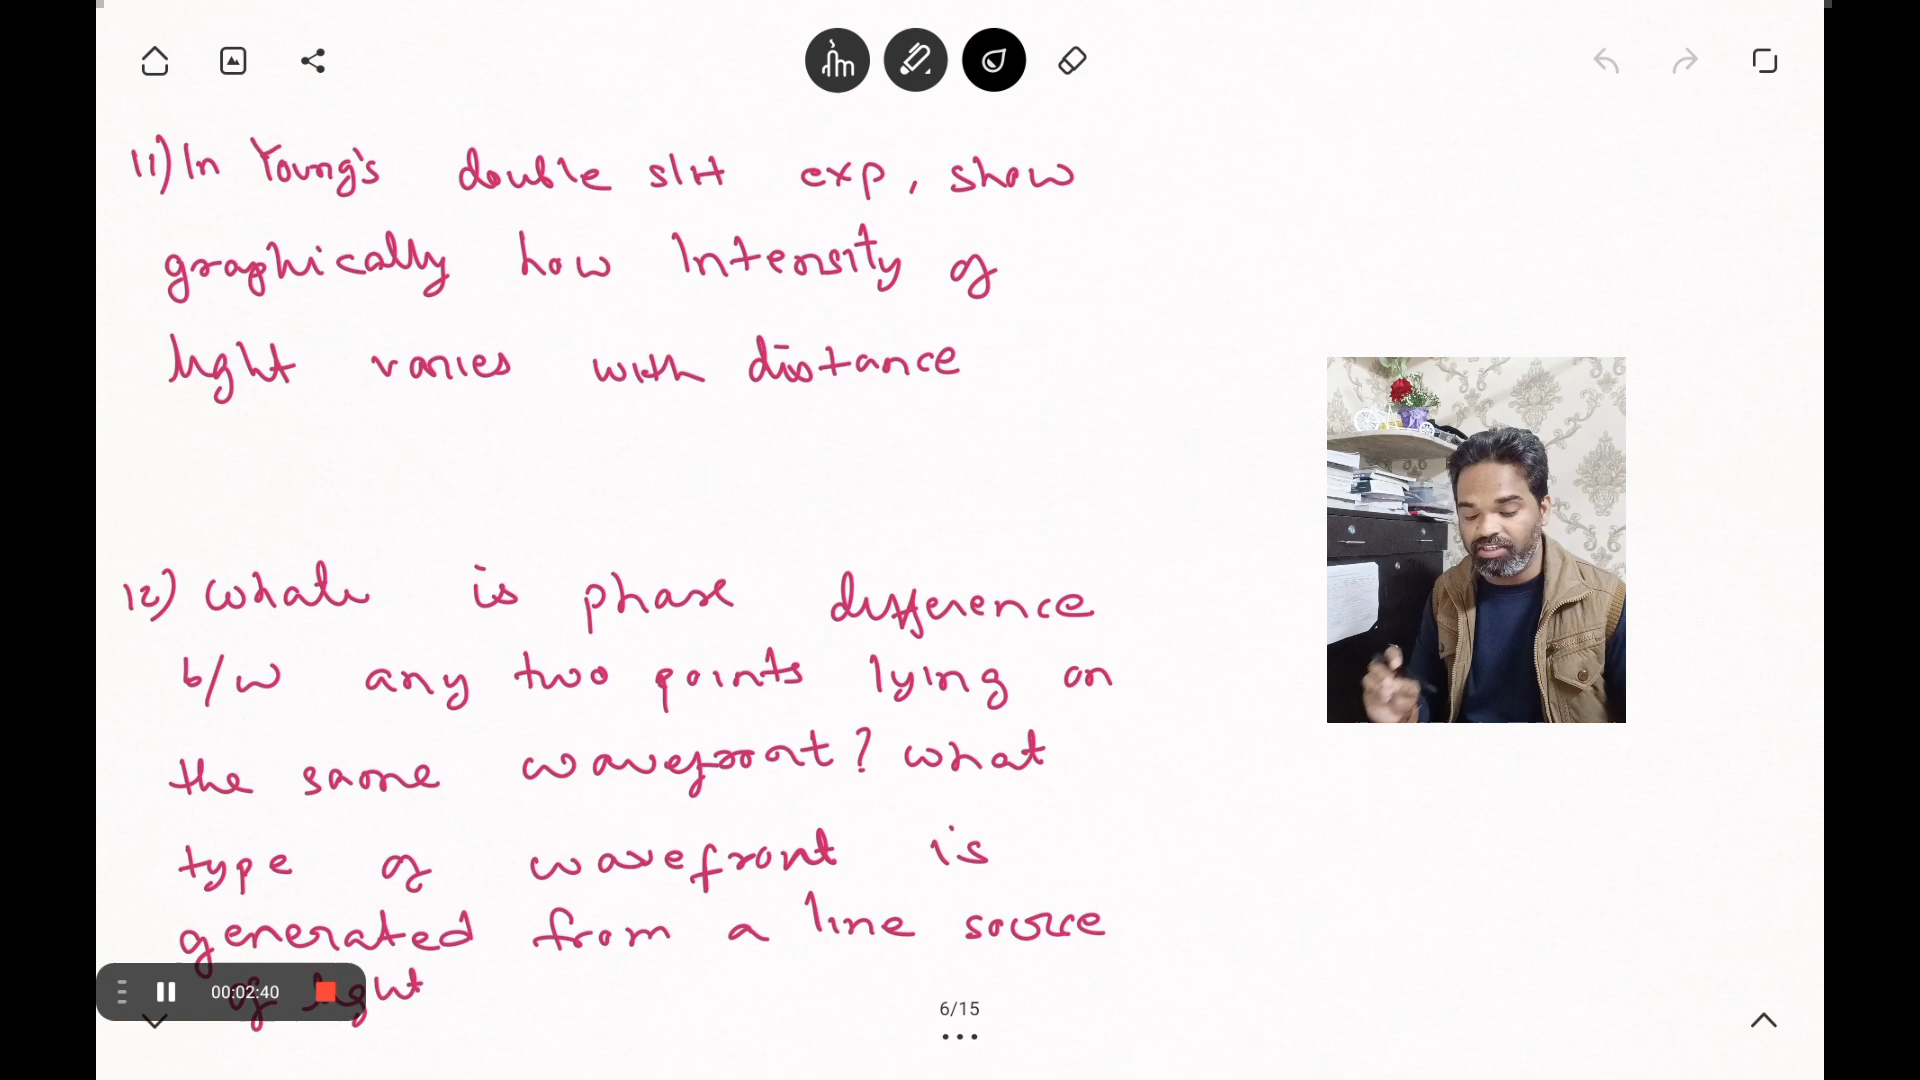 11) In Young's double slit exp, show
graphically how Intensity of
light varies with distance
12) What is phase difference
b/w any two points lying on
the same wavefront? what
type of wavefront is
generated from a line source
of light
00:02:40
6/15